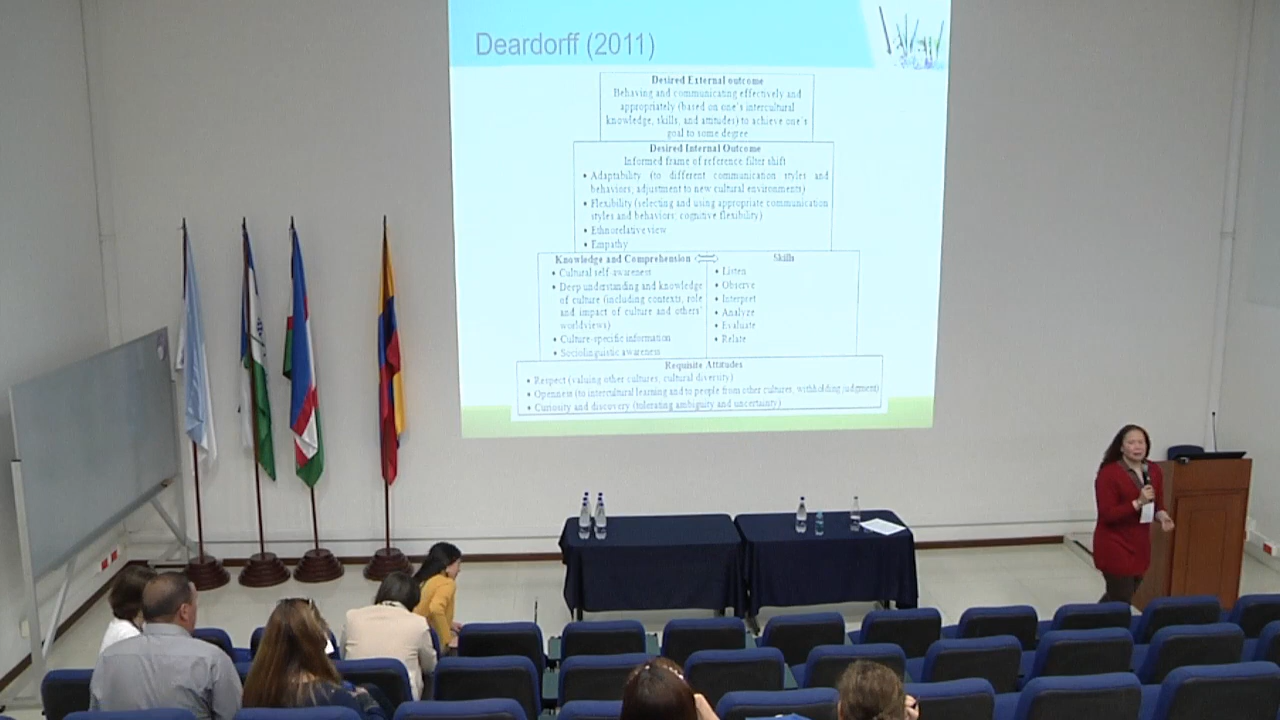 Deardorff (2011)
Desired External outcome
Behaving and communicating effectively and
appropriately (based on one's intercultural
knowledge, skills, and attitudes) to achieve one's
goal to some degree
Desired Internal Outcome
Informed frame of reference filter shift
• Adaptability (to different communication styles and
behaviors; adjustment to new cultural environments)
• Flexibility (selecting and using appropriate communication
styles and behaviors; cognitive flexibility)
• Ethnorelative view
• Empathy
Knowledge and Comprehension
• Cultural self-awareness
• Deep understanding and knowledge
of culture (including contexts, role
and impact of culture and others'
worldviews)
• Culture-specific information
• Sociolinguistic awareness
Skills
• Listen
• Observe
• Interpret
• Analyze
• Evaluate
• Relate
Requisite Attitudes
• Respect (valuing other cultures, cultural diversity)
• Openness (to intercultural learning and to people from other cultures, withholding judgment)
• Curiosity and discovery (tolerating ambiguity and uncertainty)